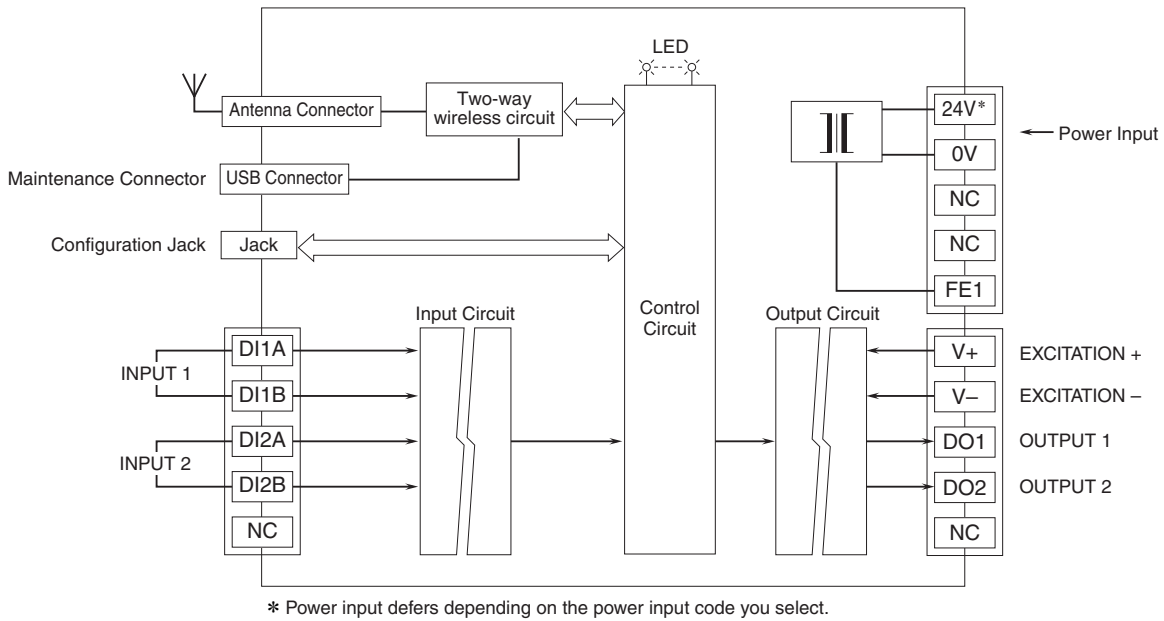 LED
Antenna Connector
Two-way
wireless circuit
24V*
Power Input
0V
Maintenance Connector
USB Connector
NC
Configuration Jack
Jack
NC
FE1
Input Circuit
Control
Circuit
Output Circuit
DI1A
V+
EXCITATION +
INPUT 1
DI1B
V–
EXCITATION –
DI2A
DO1
OUTPUT 1
INPUT 2
DI2B
DO2
OUTPUT 2
NC
NC
* Power input defers depending on the power input code you select.